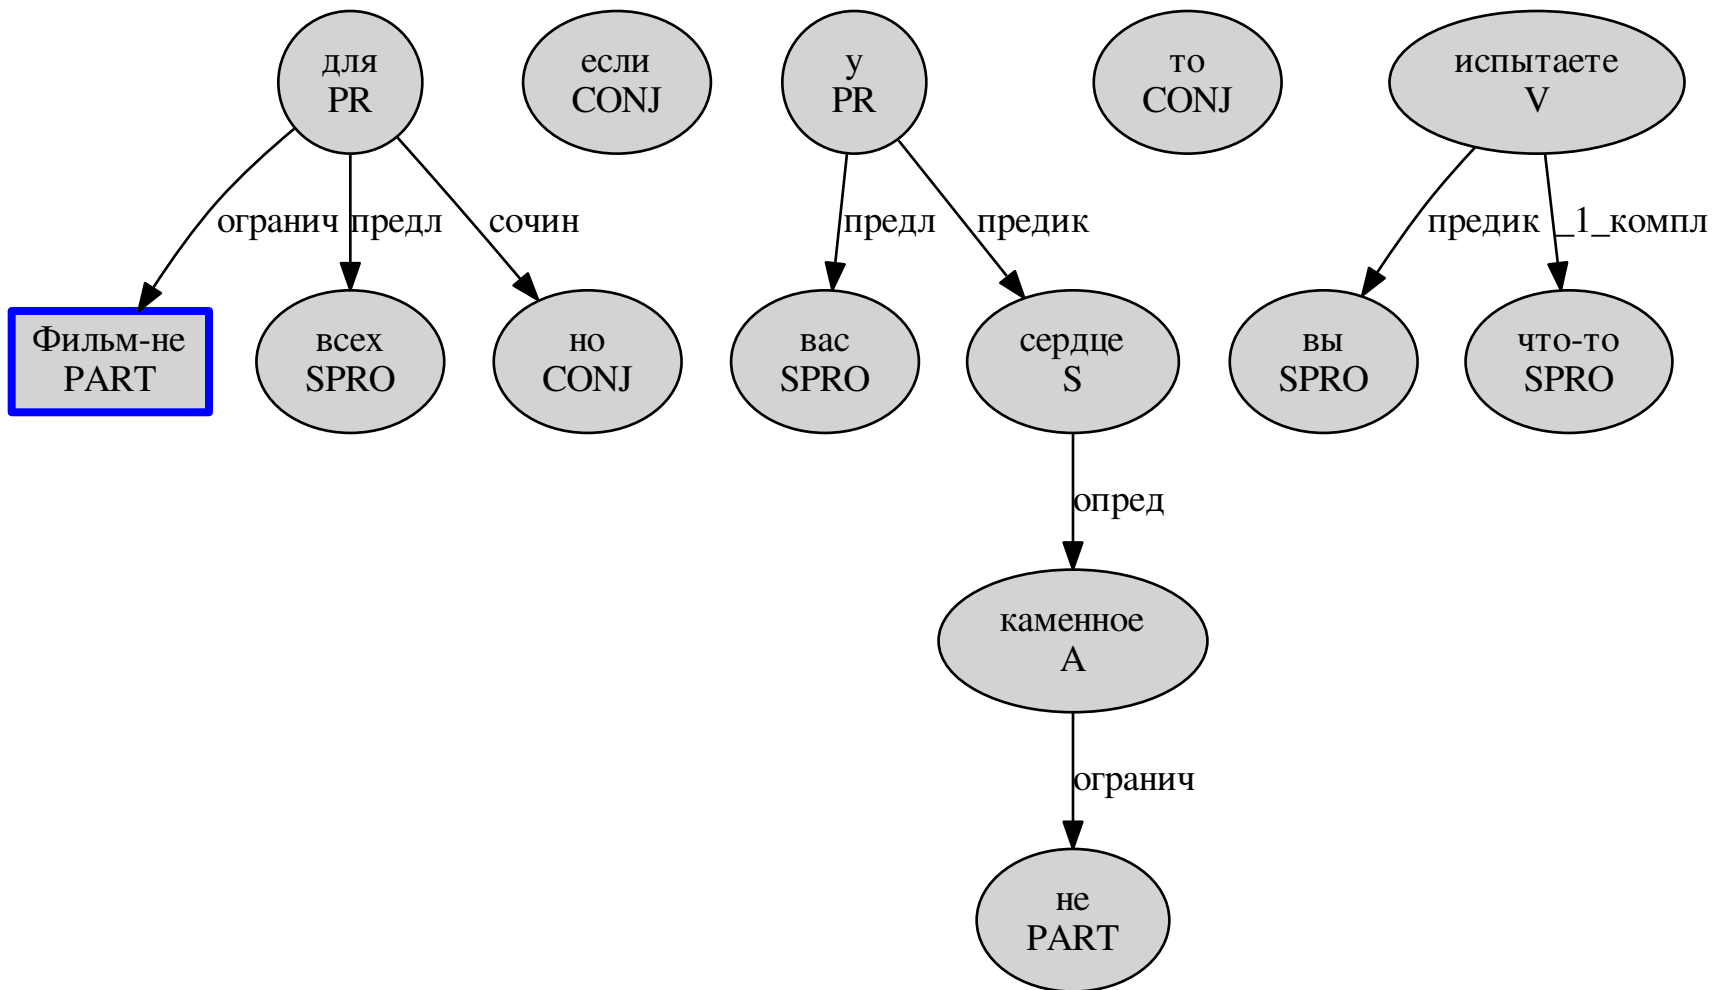 для
PR
если
CONJ
у
PR
то
CONJ
испытаете
V
огранич
предл
сочин
предл
предик
предик
_1_компл
Фильм-не
PART
всех
SPRO
но
CONJ
вас
SPRO
сердце
S
вы
SPRO
что-то
SPRO
опред
каменное
A
огранич
не
PART